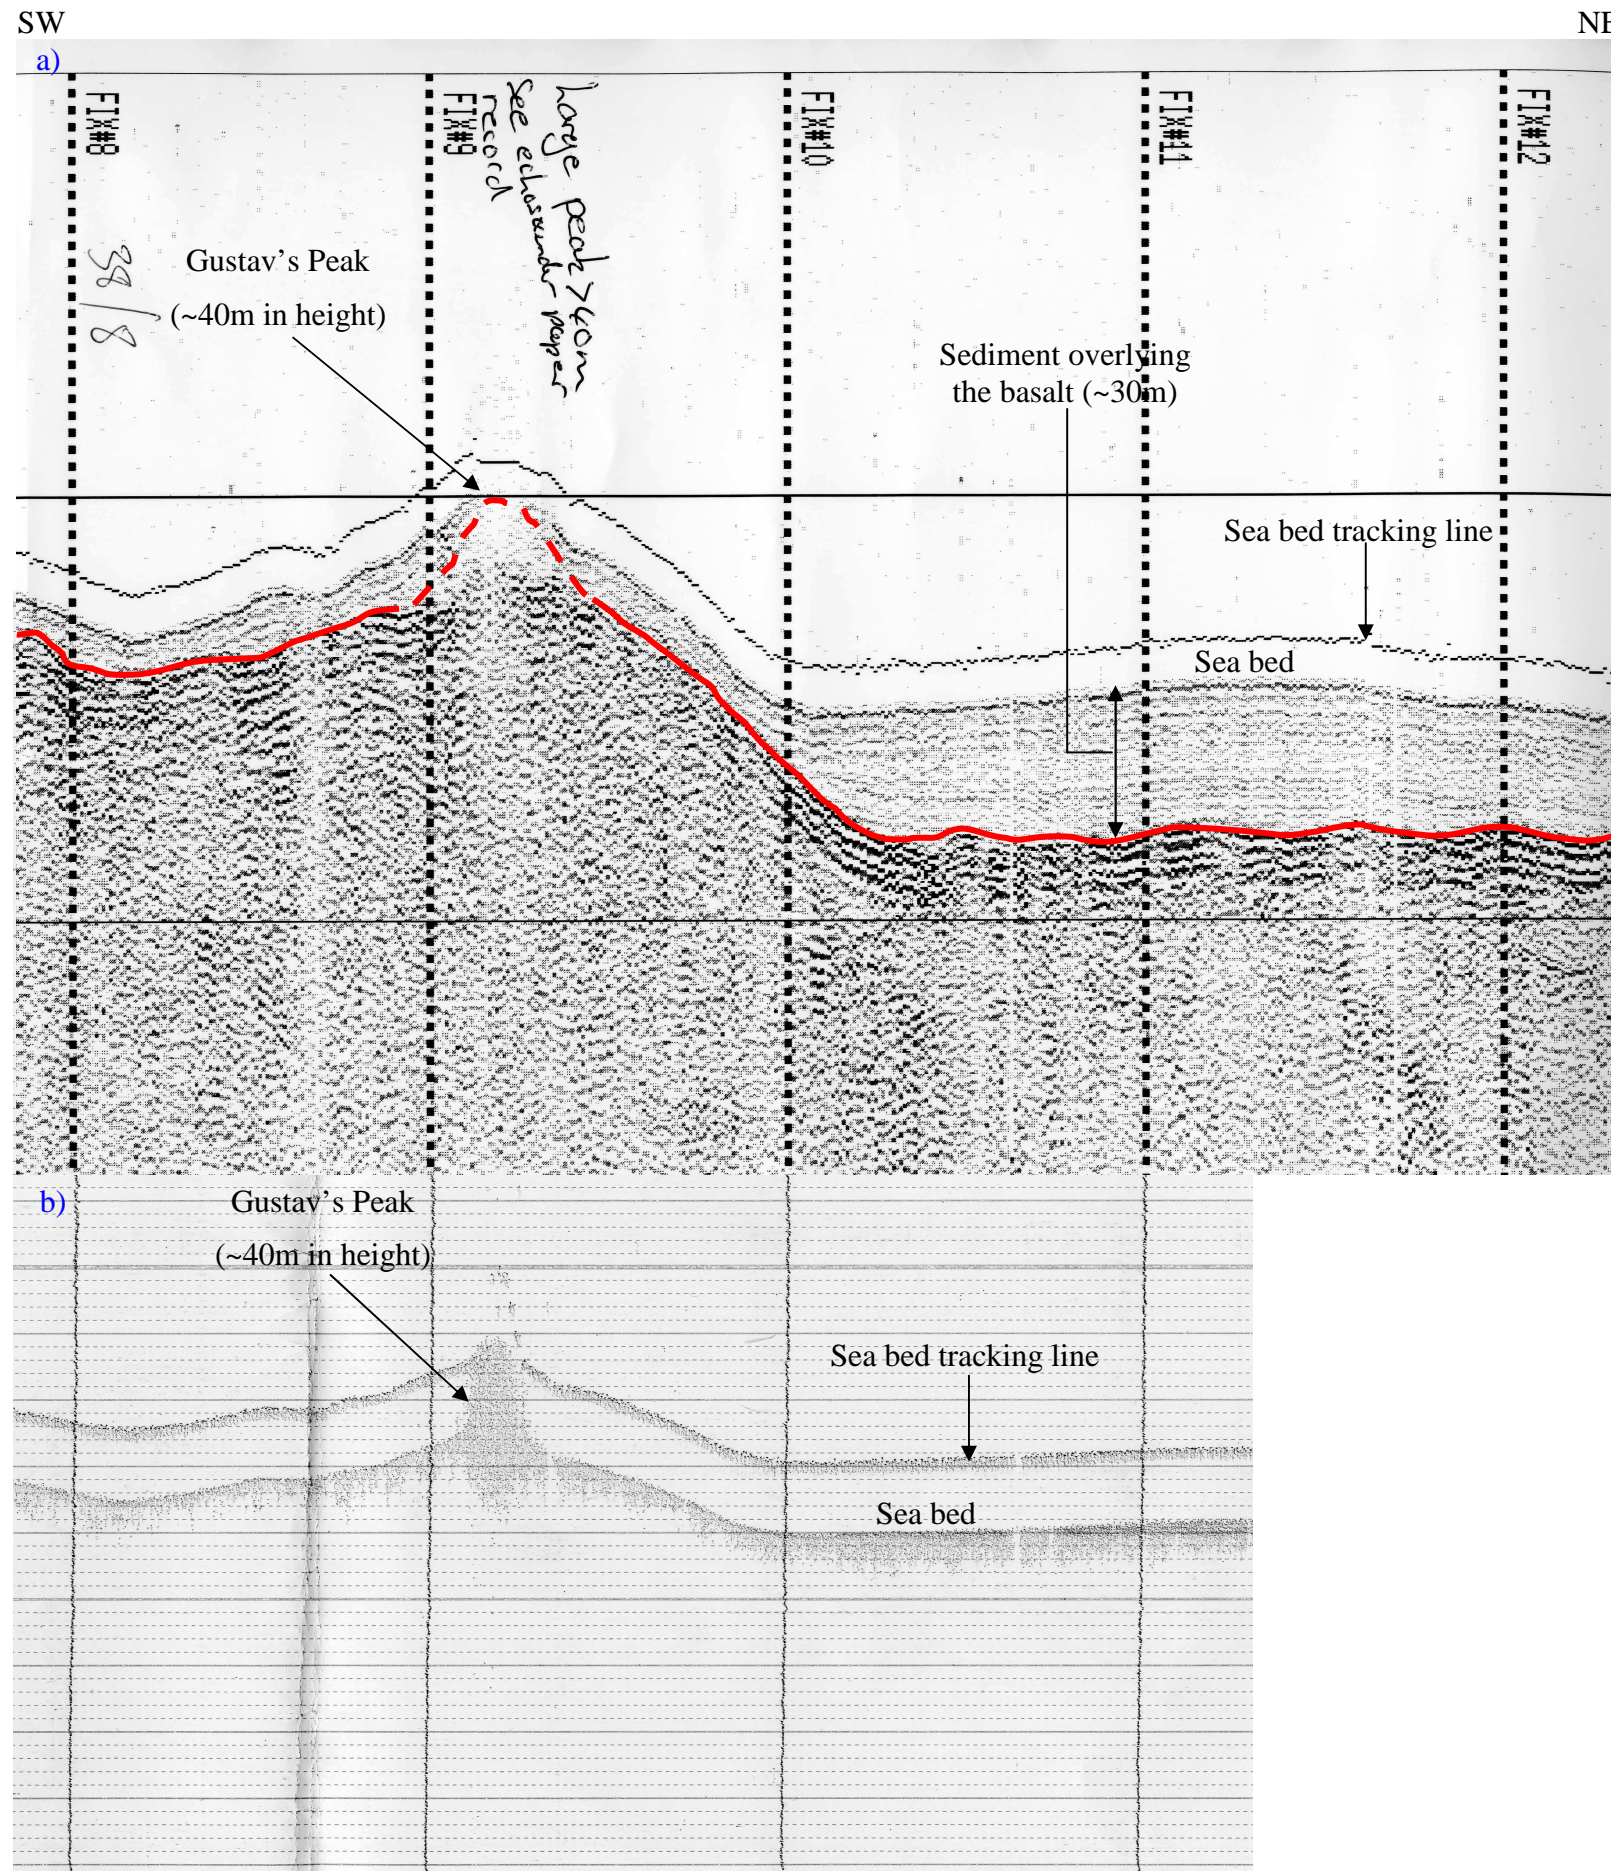 SW
NE
a)
FIX#8
FIX#9
FIX#10
FIX#11
FIX#12
Large peak >40m
See echosounder paper
record
38/8
Gustav’s Peak
(~40m in height)
Sediment overlying
the basalt (~30m)
Sea bed tracking line
Sea bed
b)
Gustav’s Peak
(~40m in height)
Sea bed tracking line
Sea bed